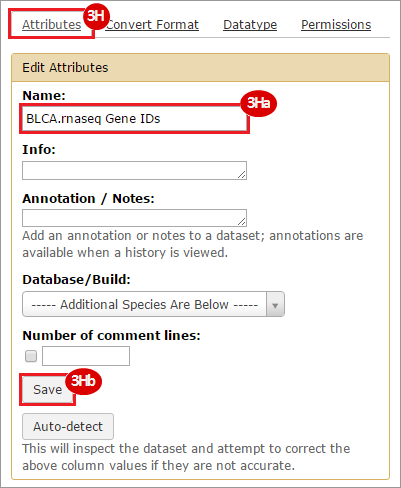 Attributes 3H Convert Format Datatype Permissions
Edit Attributes
Name:
3Ha
BLCA.rnaseq Gene IDs
Info:
Annotation / Notes:
Add an annotation or notes to a dataset; annotations are
available when a history is viewed.
Database/Build:
----- Additional Species Are Below -----
Number of comment lines:
Save 3Hb
Auto-detect
This will inspect the dataset and attempt to correct the
above column values if they are not accurate.